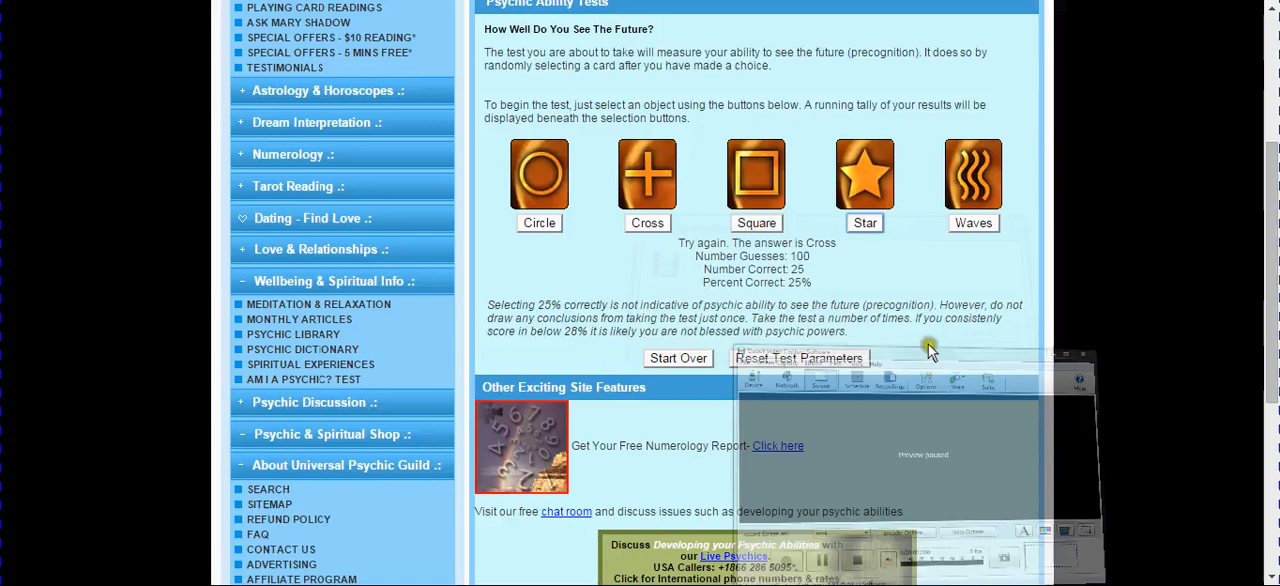 PLAYING CARD READINGS
ASK MARY SHADOW
SPECIAL OFFERS - $10 READING*
SPECIAL OFFERS - 5 MINS FREE*
TESTIMONIALS
+ Astrology & Horoscopes .:
+ Dream Interpretation .:
+ Numerology .:
+ Tarot Reading .:
Dating - Find Love .:
+ Love & Relationships .:
- Wellbeing & Spiritual Info .:
MEDITATION & RELAXATION
MONTHLY ARTICLES
PSYCHIC LIBRARY
PSYCHIC DICTIONARY
SPIRITUAL EXPERIENCES
AM I A PSYCHIC? TEST
+ Psychic Discussion .:
- Psychic & Spiritual Shop .:
- About Universal Psychic Guild .:
SEARCH
SITEMAP
REFUND POLICY
FAQ
CONTACT US
ADVERTISING
AFFILIATE PROGRAM
Psychic Ability Tests
How Well Do You See The Future?
The test you are about to take will measure your ability to see the future (precognition). It does so by
randomly selecting a card after you have made a choice.
To begin the test, just select an object using the buttons below. A running tally of your results will be
displayed beneath the selection buttons.
Circle Cross Square Star Waves
Try again. The answer is Cross
Number Guesses: 100
Number Correct: 25
Percent Correct: 25%
Selecting 25% correctly is not indicative of psychic ability to see the future (precognition). However, do not
draw any conclusions from taking the test just once. Take the test a number of times. If you consistenly
score in below 28% it is likely you are not blessed with psychic powers.
Start Over Reset Test Parameters
Other Exciting Site Features
Get Your Free Numerology Report- Click here
Visit our free chat room and discuss issues such as developing your psychic abilities
Discuss Developing your Psychic Abilities with
our Live Psychics.
USA Callers: +1866 286 5095*.
Click for International phone numbers & rates
Help
Device Network Screen Schedule Recordings Options Share Suite Help
Preview paused